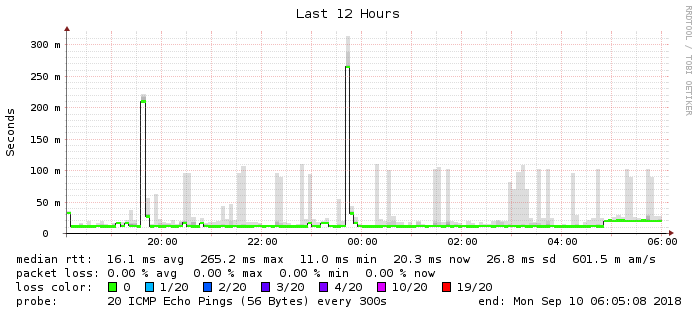 Last 12 Hours
RRDTOOL / TOBI OETIKER
Seconds
300 m
250 m
200 m
150 m
100 m
50 m
0
20:00 22:00 00:00 02:00 04:00 06:00
median rtt: 16.1 ms avg 265.2 ms max 11.0 ms min 20.3 ms now 26.8 ms sd 601.5 m am/s
packet loss: 0.00 % avg 0.00 % max 0.00 % min 0.00 % now
loss color: 0 1/20 2/20 3/20 4/20 10/20 19/20
probe: 20 ICMP Echo Pings (56 Bytes) every 300s end: Mon Sep 10 06:05:08 2018